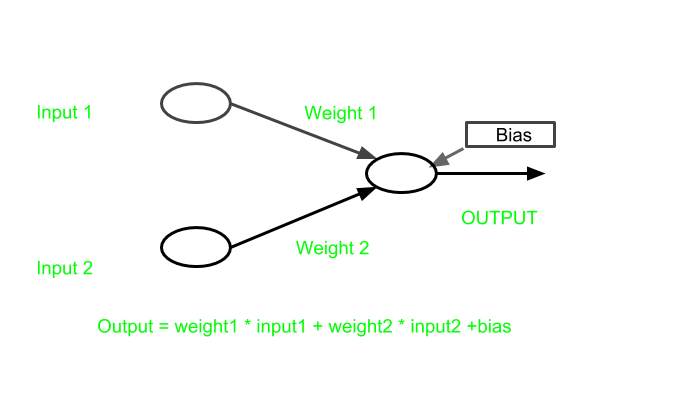 Input 1
Weight 1
Bias
OUTPUT
Weight 2
Input 2
Output = weight1 * input1 + weight2 * input2 +bias